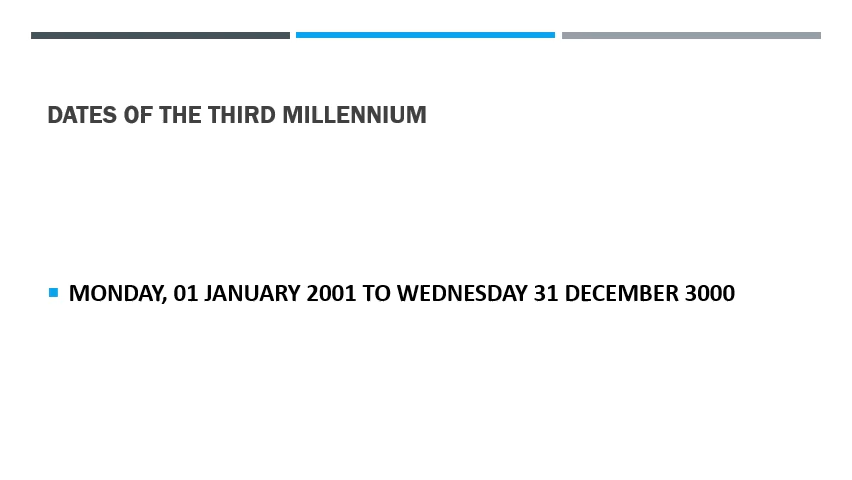 DATES OF THE THIRD MILLENNIUM
MONDAY, 01 JANUARY 2001 TO WEDNESDAY 31 DECEMBER 3000